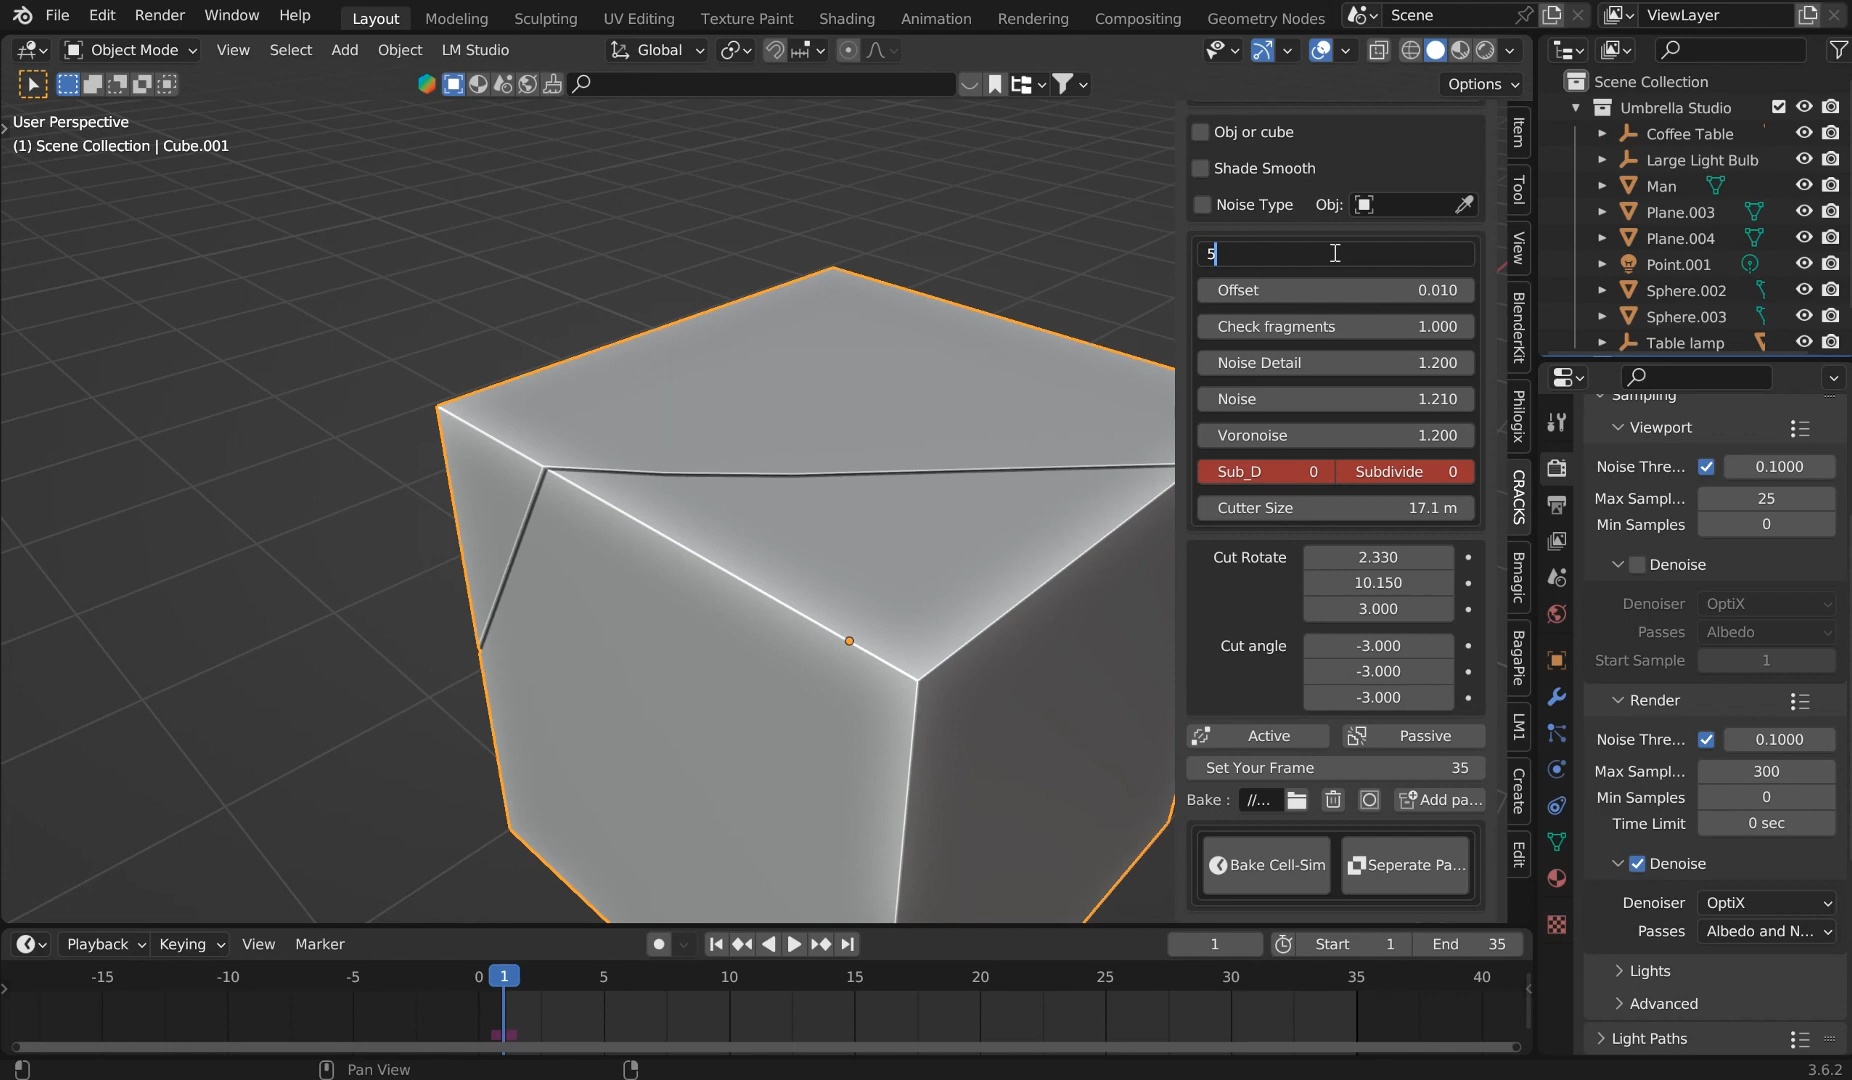 File Edit Render Window Help Layout Modeling Sculpting UV Editing Texture Paint Shading Animation Rendering Compositing Geometry Nodes Scene ViewLayer
Object Mode View Select Add Object LM Studio Global
Options
User Perspective
(1) Scene Collection | Cube.001
Obj or cube
Shade Smooth
Noise Type Obj:
5
Offset 0.010
Check fragments 1.000
Noise Detail 1.200
Noise 1.210
Voronoise 1.200
Sub_D 0 Subdivide 0
Cutter Size 17.1 m
Cut Rotate 2.330
10.150
3.000
Cut angle -3.000
-3.000
-3.000
Active Passive
Set Your Frame 35
Bake : //... Add pa...
Bake Cell-Sim Seperate Pa...
Item
Tool
View
BlenderKit
Philogix
CRACKS
Bmagic
BagaPie
LM1
Create
Edit
Scene Collection
Umbrella Studio
Coffee Table
Large Light Bulb
Man
Plane.003
Plane.004
Point.001
Sphere.002
Sphere.003
Table lamp
Sampling
Viewport
Noise Thre... 0.1000
Max Sampl... 25
Min Samples 0
Denoise
Denoiser OptiX
Passes Albedo
Start Sample 1
Render
Noise Thre... 0.1000
Max Sampl... 300
Min Samples 0
Time Limit 0 sec
Denoise
Denoiser OptiX
Passes Albedo and N...
Lights
Advanced
Light Paths
Playback Keying View Marker 1 Start 1 End 35
-15 -10 -5 0 1 5 10 15 20 25 30 35 40
Pan View 3.6.2